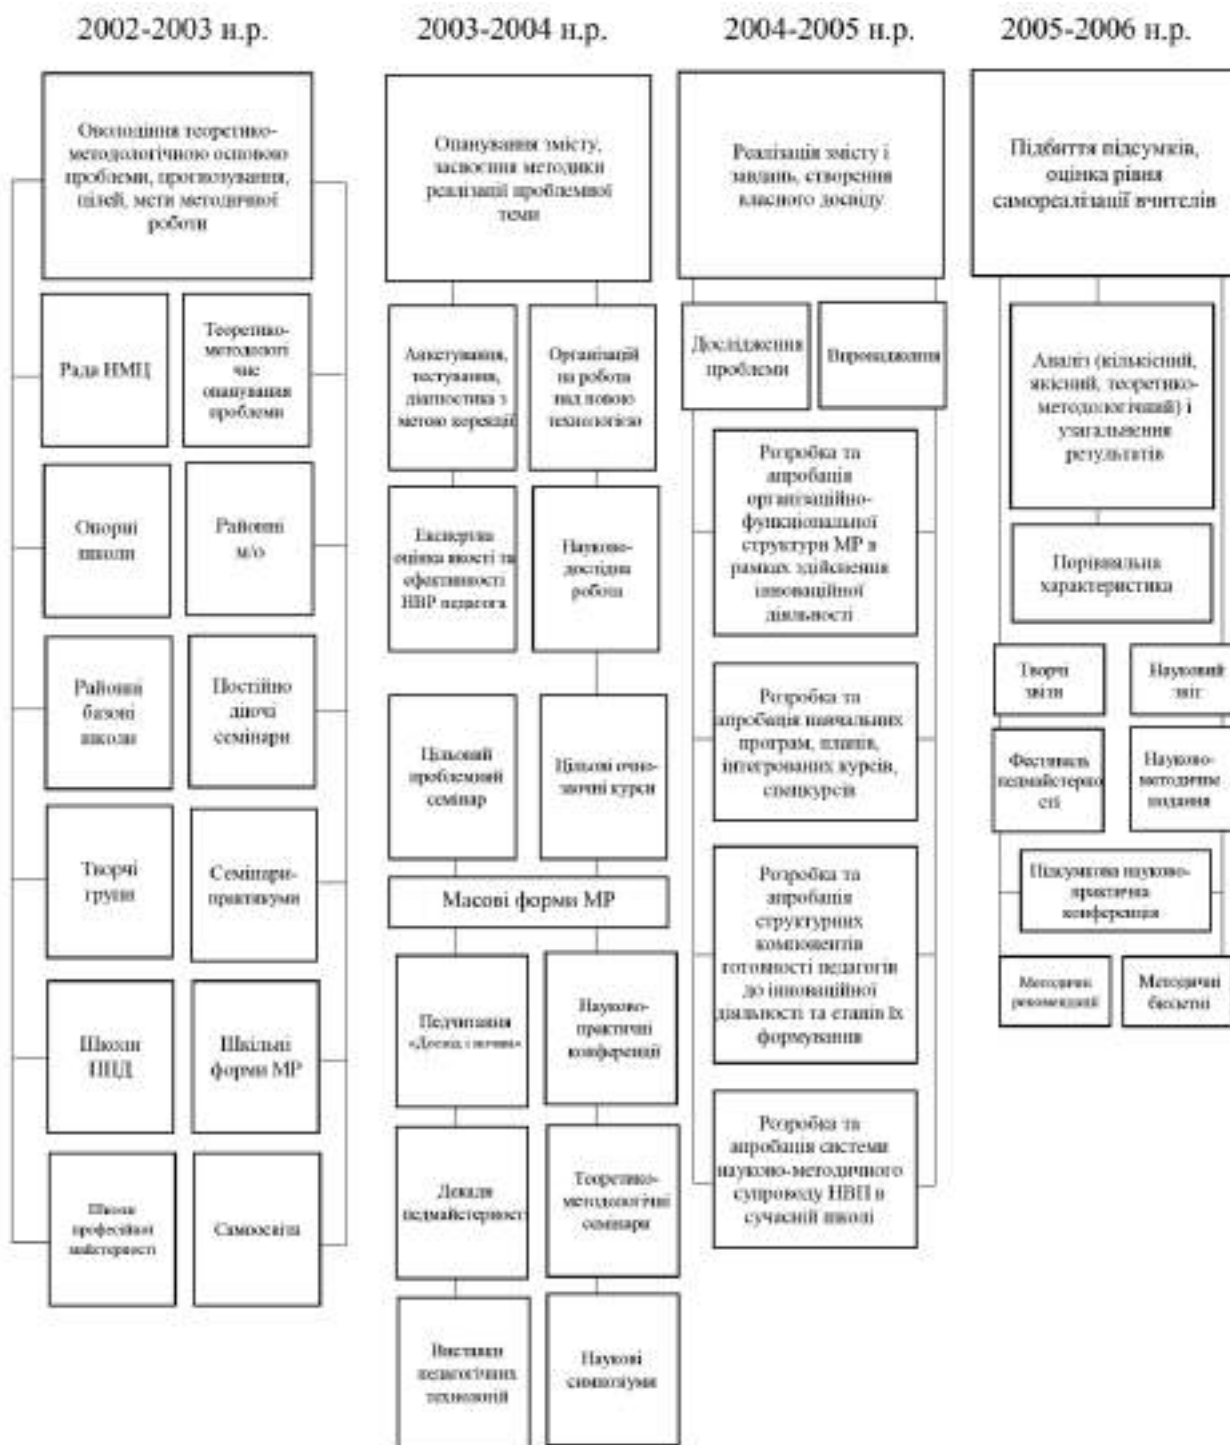 2002-2003 н.р.
2003-2004 н.р.
2004-2005 н.р.
2005-2006 н.р.
Оволодіння теоретико-
методологічною основою
проблеми, прогнозування,
цілей, мети методичної
роботи
Рада НМЦ
Теоретико-
методологі
чне
опанування
проблеми
Опорні
школи
Районні
м/о
Районні
базові
школи
Постійно
діючі
семінари
Творчі
групи
Семінари-
практикуми
Школи
ППД
Шкільні
форми МР
Школи
професійної
майстерності
Самоосвіта
Опанування змісту,
засвоєння методики
реалізації проблемної
теми
Анкетування,
тестування,
діагностика з
метою корекції
Організацій
на робота
над новою
технологією
Експертна
оцінка якості та
ефективності
НВР педагога
Науково-
дослідна
робота
Цільовий
проблемний
семінар
Цільові очно-
заочні курси
Масові форми МР
Педчитання
«Досвід і
Науково-
практичні
конференції
Декади
педмайстерності
Теоретико-
методологічні
семінари
Виставки
педагогічних
технологій
Наукові
симпозіуми
Реалізація змісту і
завдань, створення
власного досвіду
Дослідження
проблеми
Впровадження
Розробка та
апробація
організаційно-
функціональної
структури МР в
рамках здійснення
інноваційної
діяльності
Розробка та
апробація навчальних
програм, планів,
інтегрованих курсів,
спецкурсів
Розробка та
апробація
структурних
компонентів
готовності педагогів
до інноваційної
діяльності та етапів їх
формування
Розробка та
апробація системи
науково-методичного
супроводу НВП в
сучасній школі
Підбиття підсумків,
оцінка рівня
самореалізації вчителів
Аналіз (кількісний,
якісний, теоретико-
методологічний) і
узагальнення
результатів
Порівняльна
характеристика
Творчі
звіти
Науковий
звіт
Фестиваль
педмайстерно
сті
Науково-
методичне
видання
Підсумкова науково-
практична
конференція
Методичні
рекомендації
Методичні
бюлетні